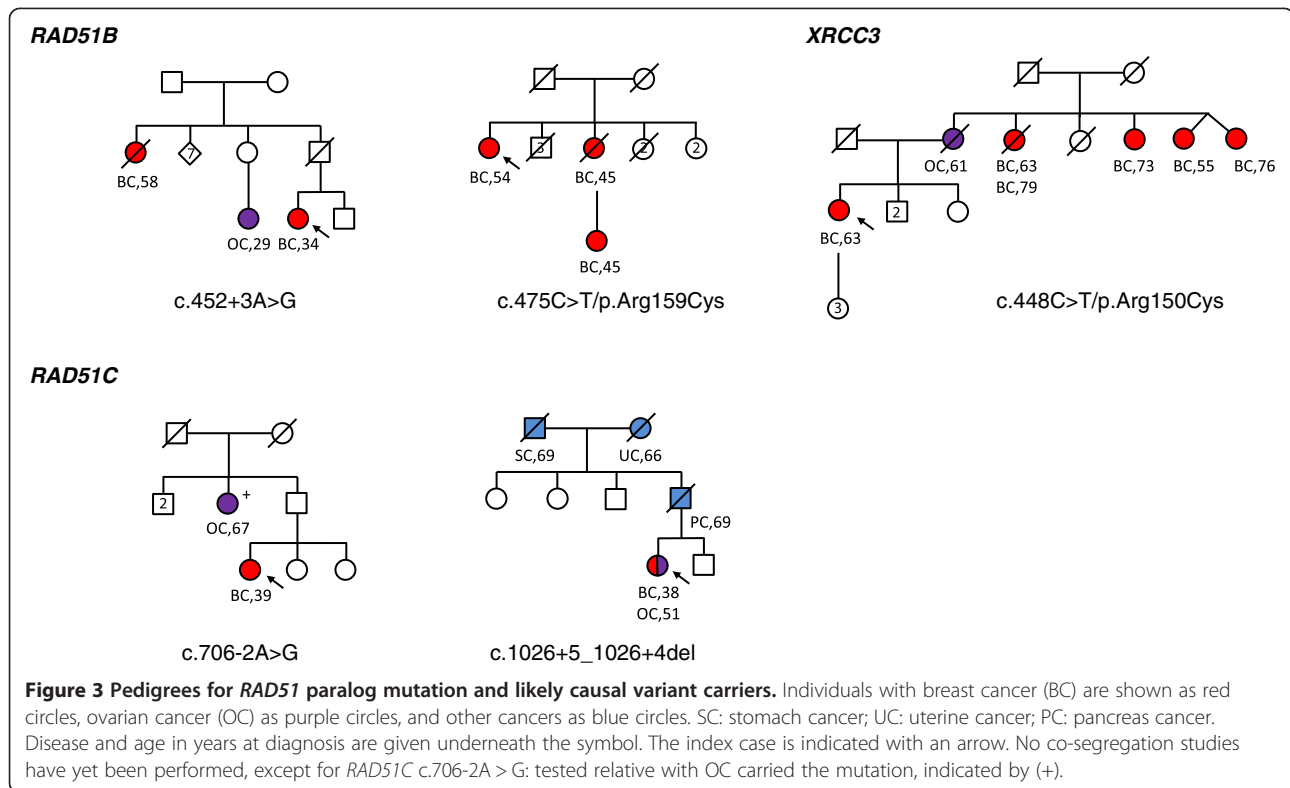 RAD51B
XRCC3
7
BC,58
OC,29
BC,34
c.452+3A>G
3
2
2
BC,54
BC,45
BC,45
c.475C>T/p.Arg159Cys
OC,61
BC,63
BC,79
BC,73
BC,55
BC,76
2
BC,63
3
c.448C>T/p.Arg150Cys
RAD51C
2
+
OC,67
BC,39
c.706-2A>G
SC,69
UC,66
PC,69
BC,38
OC,51
c.1026+5_1026+4del
Figure 3 Pedigrees for RAD51 paralog mutation and likely causal variant carriers. Individuals with breast cancer (BC) are shown as red
circles, ovarian cancer (OC) as purple circles, and other cancers as blue circles. SC: stomach cancer; UC: uterine cancer; PC: pancreas cancer.
Disease and age in years at diagnosis are given underneath the symbol. The index case is indicated with an arrow. No co-segregation studies
have yet been performed, except for RAD51C c.706-2A > G: tested relative with OC carried the mutation, indicated by (+).